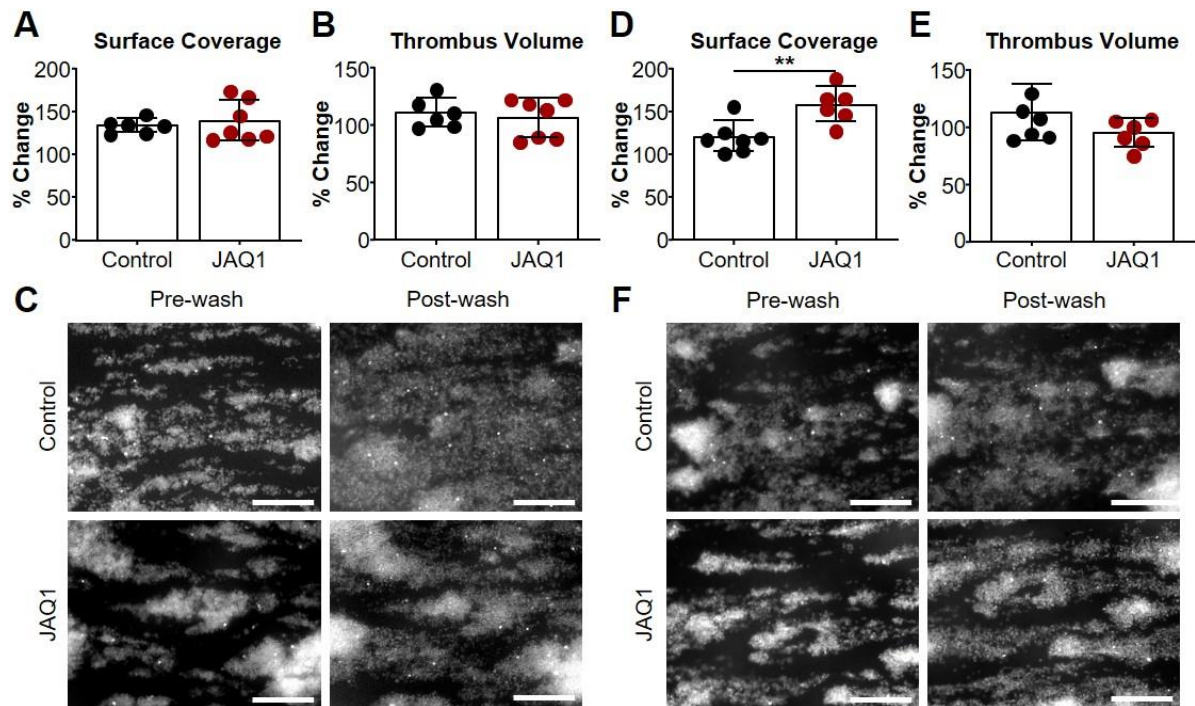 A
Surface Coverage
% Change
200
150
100
50
0
Control
JAQ1
B
Thrombus Volume
% Change
150
100
50
0
Control
JAQ1
D
Surface Coverage
**
% Change
200
150
100
50
0
Control
JAQ1
E
Thrombus Volume
% Change
150
100
50
0
Control
JAQ1
C
Pre-wash
Post-wash
Control
JAQ1
F
Pre-wash
Post-wash
Control
JAQ1